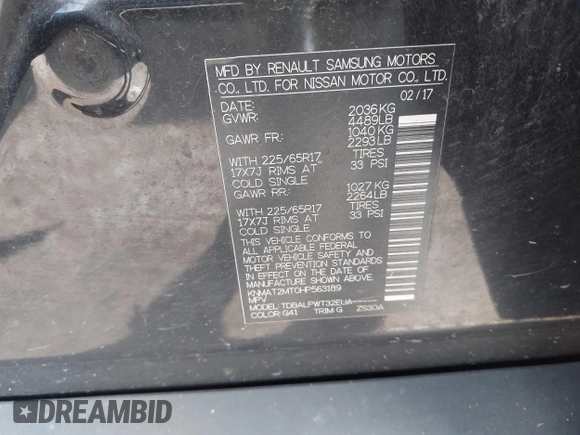 MFD BY RENAULT SAMSUNG MOTORS
CO., LTD. FOR NISSAN MOTOR CO., LTD.
02/17
DATE:
GVWR: 2036KG
4489LB
GAWR FR: 1040KG
2293LB
WITH 225/65R17 TIRES
17X7J RIMS AT 33 PSI
COLD SINGLE
GAWR RR: 1027KG
2264LB
WITH 225/65R17 TIRES
17X7J RIMS AT 33 PSI
COLD SINGLE
THIS VEHICLE CONFORMS TO
ALL APPLICABLE FEDERAL
MOTOR VEHICLE SAFETY AND
THEFT PREVENTION STANDARDS
IN EFFECT ON THE DATE OF
MANUFACTURE SHOWN ABOVE.
KNMAT2MT0HP563189
MPV
MODEL: TDBALPWT32EUA------
COLOR: G41 TRIM G ZS30A
DREAMBID